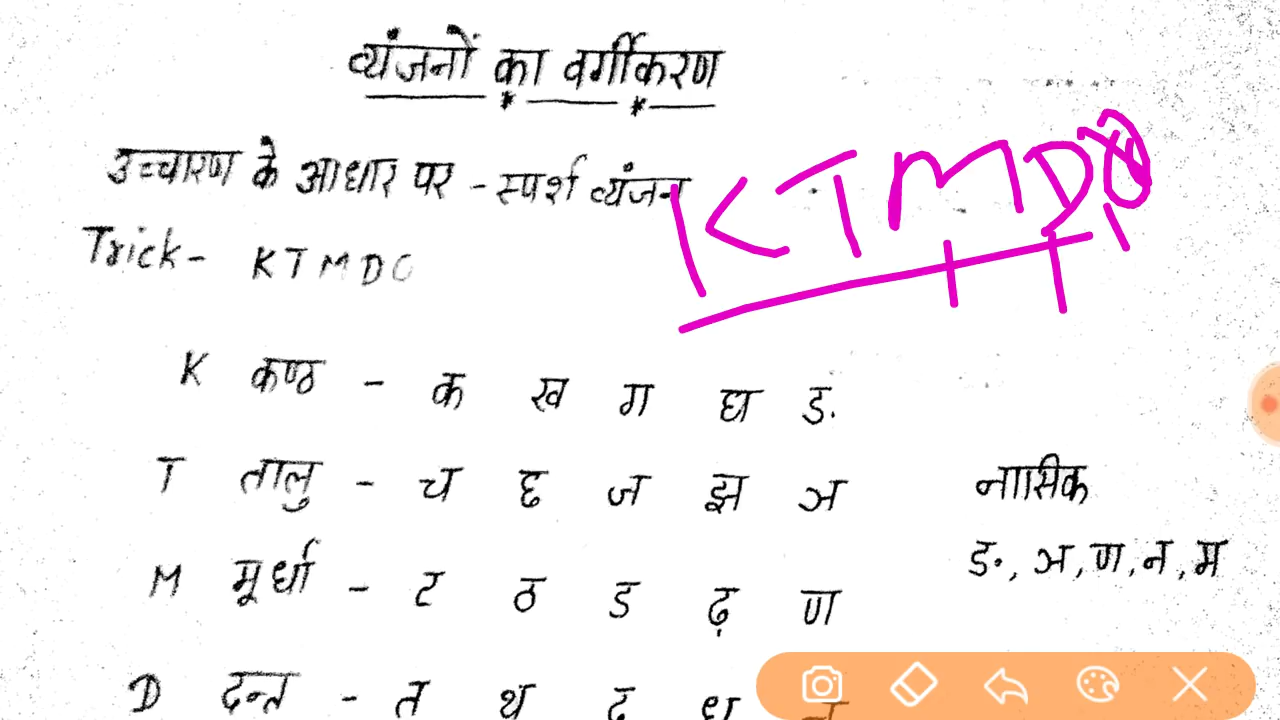 व्यंजनों का वर्गीकरण
उच्चारण के आधार पर - स्पर्श व्यंजन
KTMDO
Trick - KTMDO
K कण्ठ - क ख ग घ ङ
T तालु - च छ ज झ ञ
नासिक
M मूर्धा - ट ठ ड ढ़ ण
ङ, ञ, ण, न, म
D दन्त - त थ द ध न